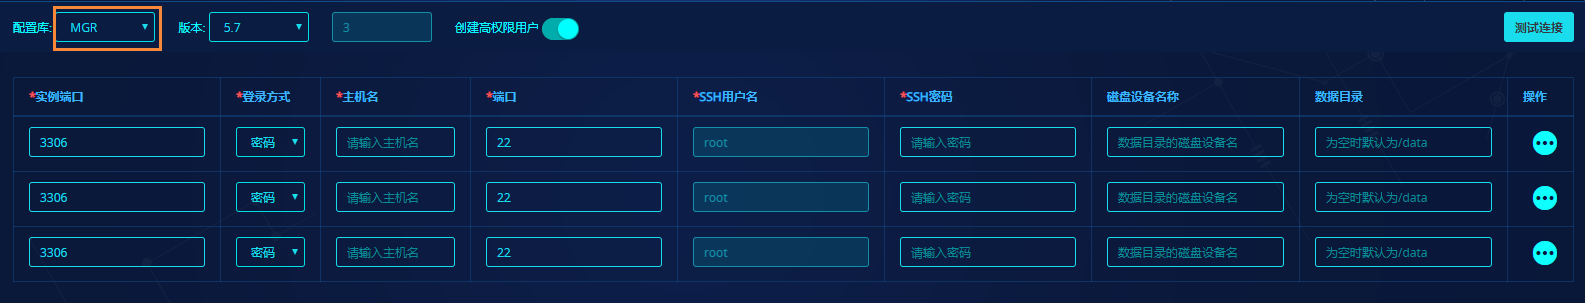 配置库: MGR 版本: 5.7 3 创建高权限用户 测试连接
*实例端口 *登录方式 *主机名 *端口 *SSH用户名 *SSH密码 磁盘设备名称 数据目录 操作
3306 密码 请输入主机名 22 root 请输入密码 数据目录的磁盘设备名 为空时默认为/data
3306 密码 请输入主机名 22 root 请输入密码 数据目录的磁盘设备名 为空时默认为/data
3306 密码 请输入主机名 22 root 请输入密码 数据目录的磁盘设备名 为空时默认为/data